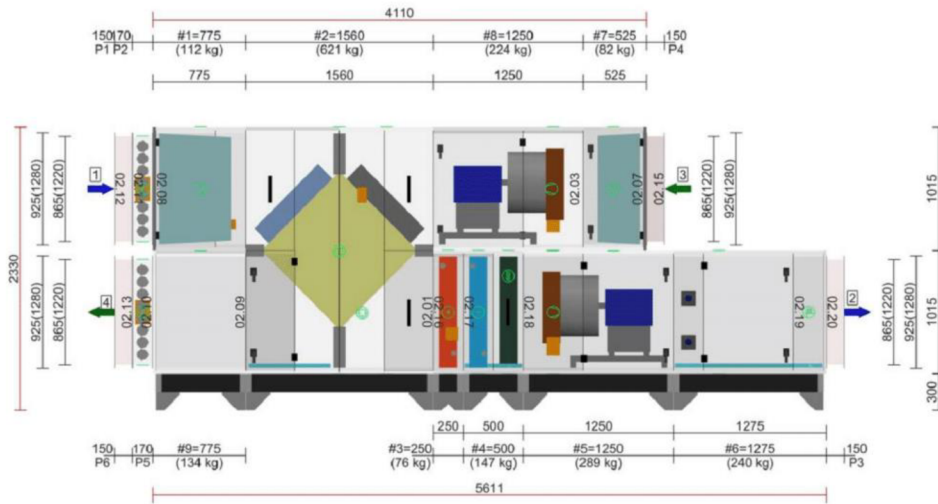 4110
150 170 #1=775 #2=1560 #8=1250 #7=525 150
P1 P2 (112 kg) (621 kg) (224 kg) (82 kg) P4
775 1560 1250 525
2330
925(1280) 865(1220) 1 02.12 02.08 02.03 02.07 02.15 3 865(1220) 925(1280) 1015
925(1280) 865(1220) 4 02.13 02.09 02.01 02.17 02.18 02.19 02.20 2 865(1220) 925(1280) 1015
300
250 500 1250 1275
150 170 #9=775 #3=250 #4=500 #5=1250 #6=1275 150
P6 P5 (134 kg) (76 kg) (147 kg) (289 kg) (240 kg) P3
5611